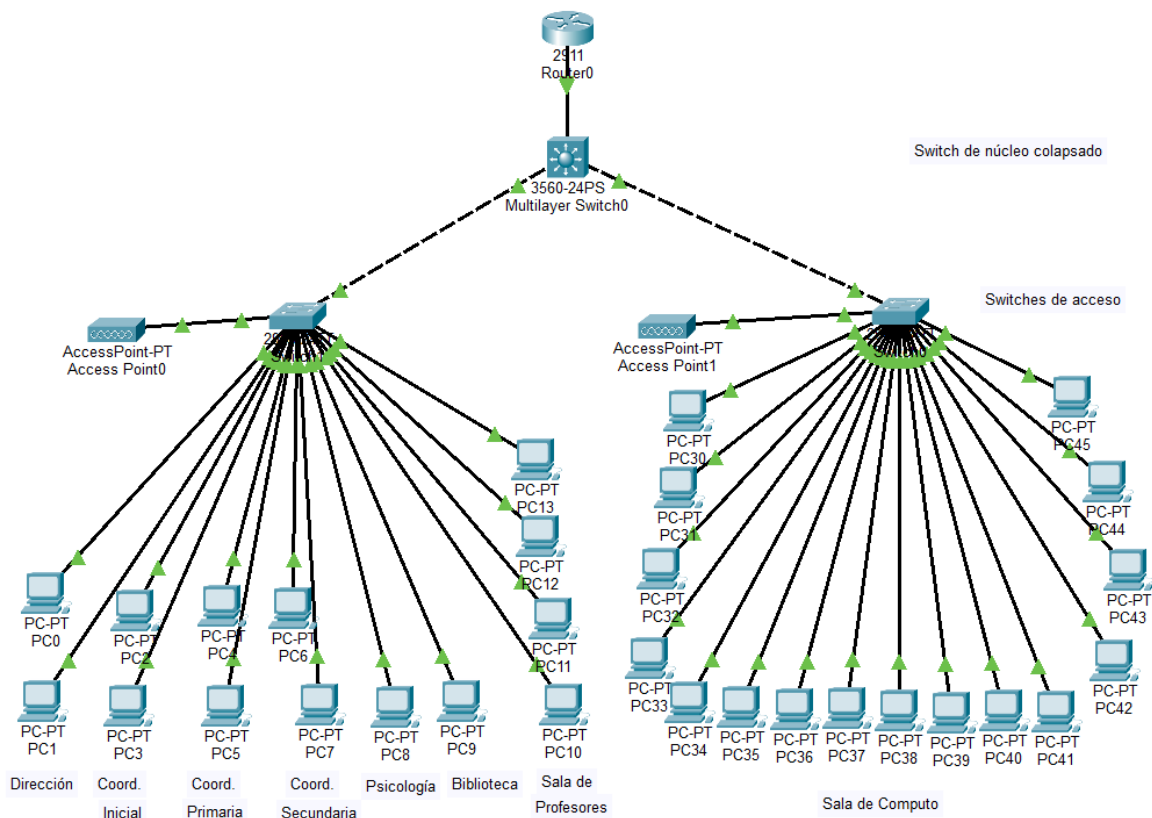 2911
Router0
Switch de núcleo colapsado
3560-24PS
Multilayer Switch0
Switches de acceso
AccessPoint-PT
Access Point0
AccessPoint-PT
Access Point1
PC-PT
PC30
PC-PT
PC45
PC-PT
PC31
PC-PT
PC44
PC-PT
PC13
PC-PT
PC12
PC-PT
PC32
PC-PT
PC43
PC-PT
PC0
PC-PT
PC2
PC-PT
PC4
PC-PT
PC6
PC-PT
PC11
PC-PT
PC33
PC-PT
PC42
PC-PT
PC1
PC-PT
PC3
PC-PT
PC5
PC-PT
PC7
PC-PT
PC8
PC-PT
PC9
PC-PT
PC10
PC-PT
PC34
PC-PT
PC35
PC-PT
PC36
PC-PT
PC37
PC-PT
PC38
PC-PT
PC39
PC-PT
PC40
PC-PT
PC41
Dirección
Coord.
Inicial
Coord.
Primaria
Coord.
Secundaria
Psicología
Biblioteca
Sala de
Profesores
Sala de Computo